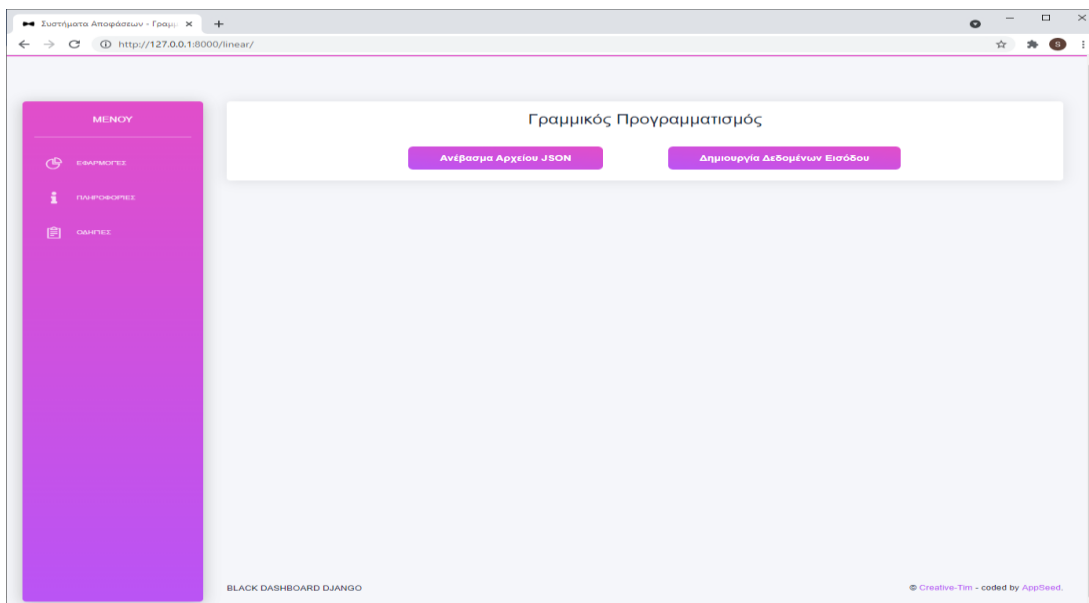 Συστήματα Αποφάσεων - Γραμμ
http://127.0.0.1:8000/linear/
S
ΜΕΝΟΥ
ΕΦΑΡΜΟΓΕΣ
ΠΛΗΡΟΦΟΡΙΕΣ
ΟΔΗΓΙΕΣ
Γραμμικός Προγραμματισμός
Ανέβασμα Αρχείου JSON
Δημιουργία Δεδομένων Εισόδου
BLACK DASHBOARD DJANGO
© Creative-Tim - coded by AppSeed.